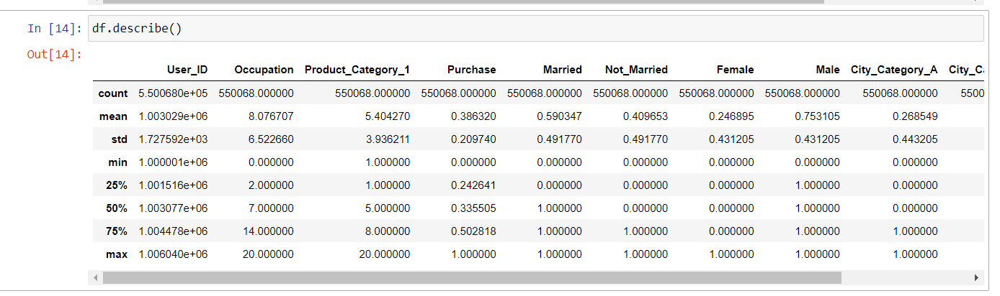 In [14]: df.describe()
Out[14]:
User_ID Occupation Product_Category_1 Purchase Married Not_Married Female Male City_Category_A City_C
count 5.500680e+05 550068.000000 550068.000000 550068.000000 550068.000000 550068.000000 550068.000000 550068.000000 550068.000000 5500
mean 1.003029e+06 8.076707 5.404270 0.386320 0.590347 0.409653 0.246895 0.753105 0.268549
std 1.727592e+03 6.522660 3.936211 0.209740 0.491770 0.491770 0.431205 0.431205 0.443205
min 1.000001e+06 0.000000 1.000000 0.000000 0.000000 0.000000 0.000000 0.000000 0.000000
25% 1.001516e+06 2.000000 1.000000 0.242641 0.000000 0.000000 0.000000 1.000000 0.000000
50% 1.003077e+06 7.000000 5.000000 0.335505 1.000000 0.000000 0.000000 1.000000 0.000000
75% 1.004478e+06 14.000000 8.000000 0.502818 1.000000 1.000000 0.000000 1.000000 1.000000
max 1.006040e+06 20.000000 20.000000 1.000000 1.000000 1.000000 1.000000 1.000000 1.000000